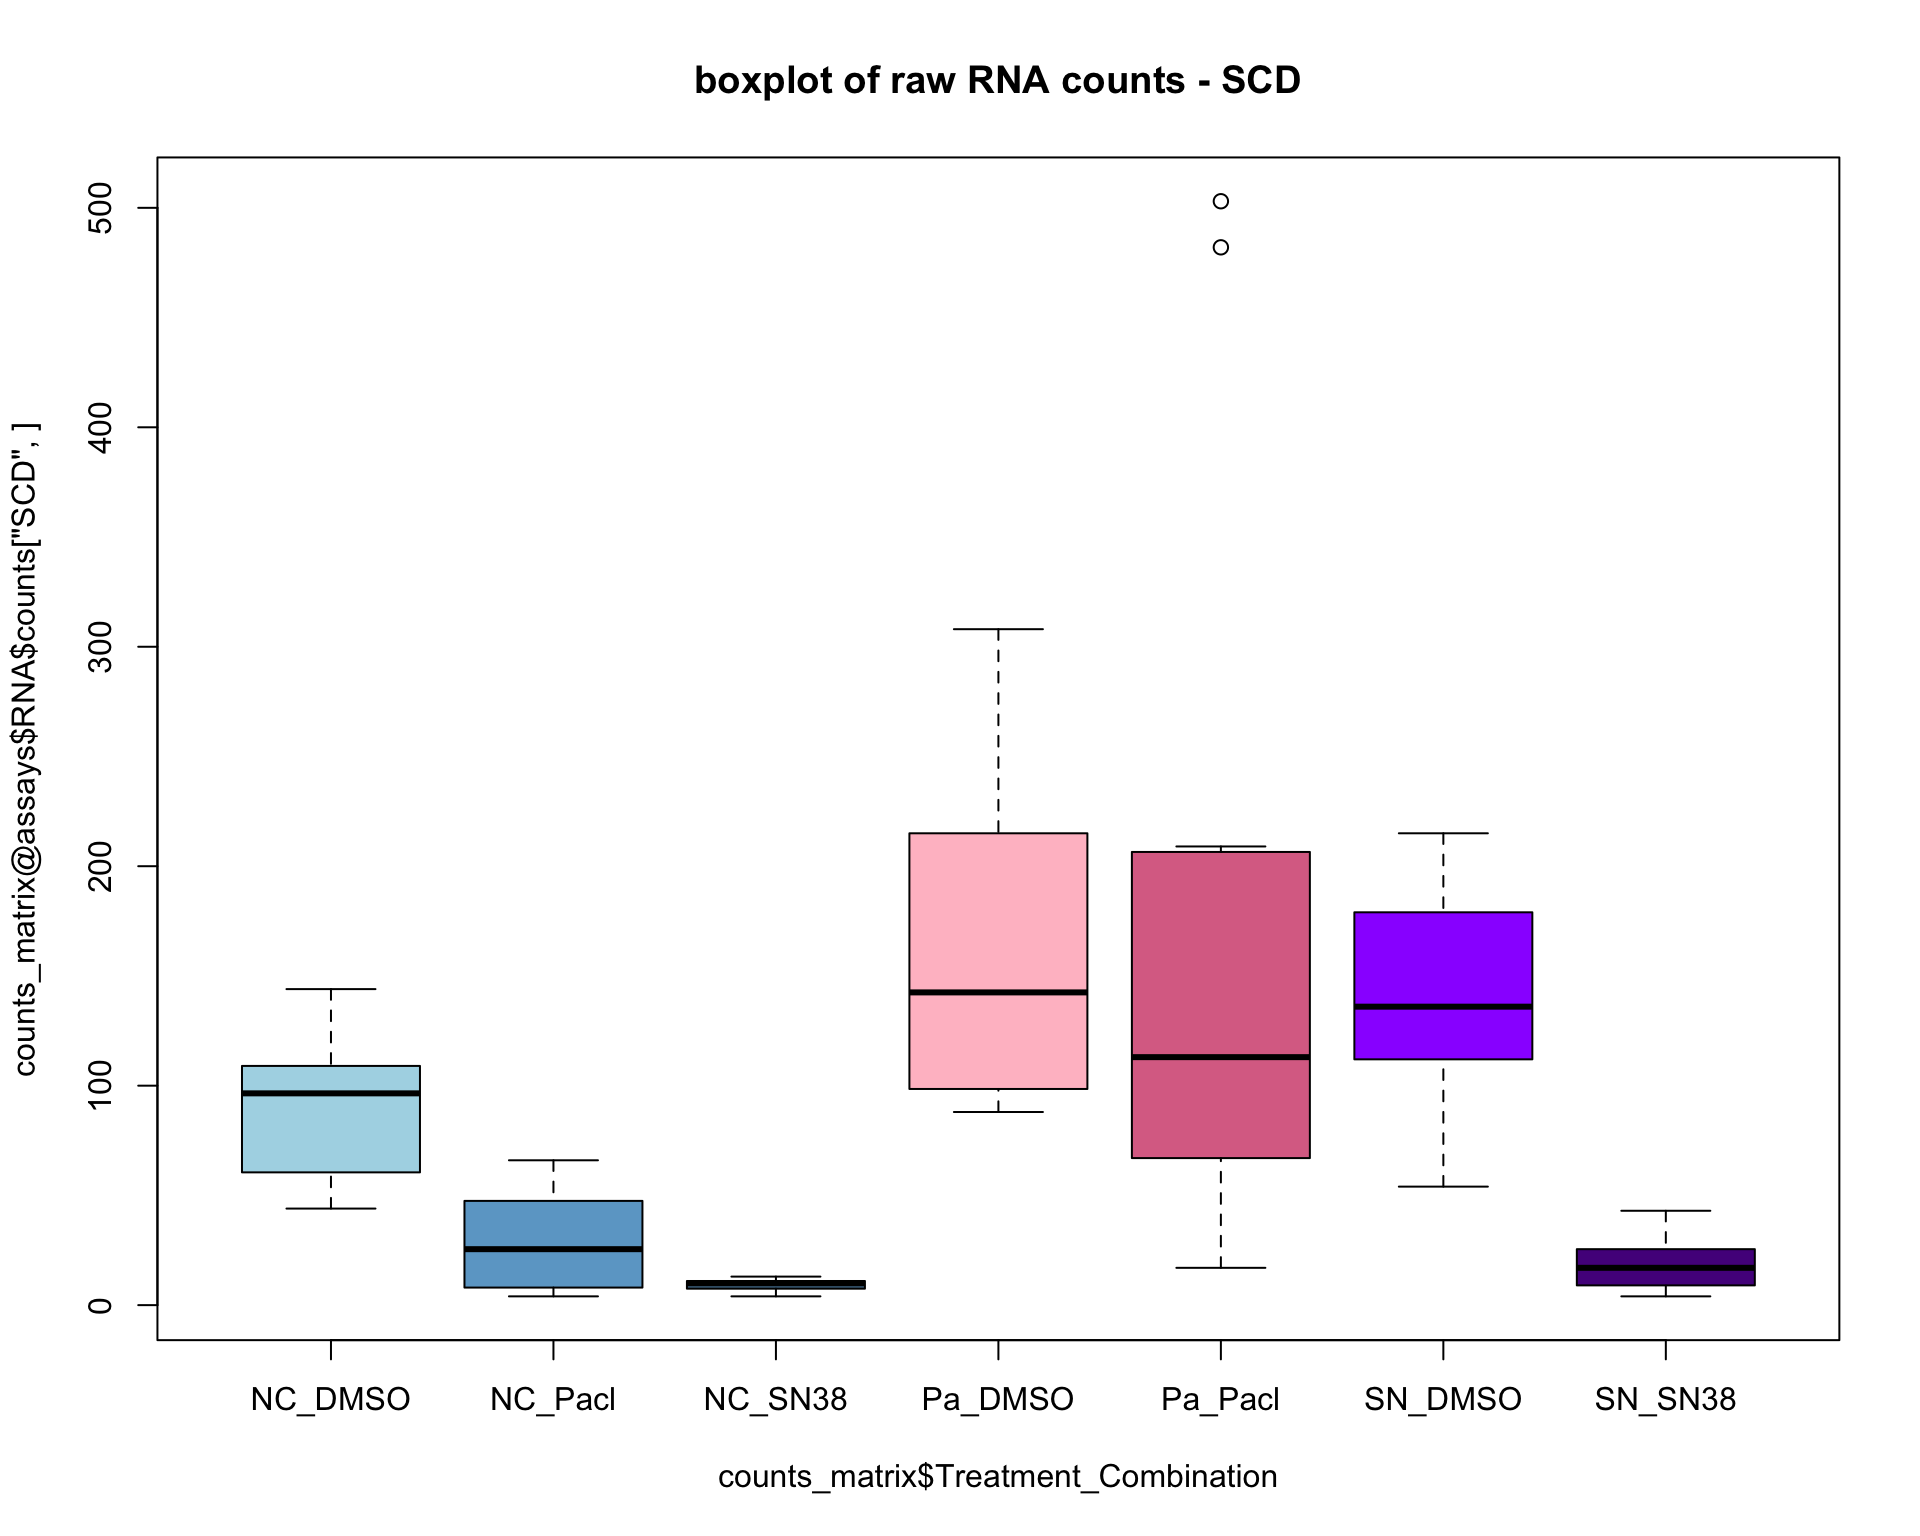 boxplot of raw RNA counts - SCD
counts_matrix@assays$RNA$counts["SCD", ]
500
400
300
200
100
0
NC_DMSO NC_Pacl NC_SN38 Pa_DMSO Pa_Pacl SN_DMSO SN_SN38
counts_matrix$Treatment_Combination